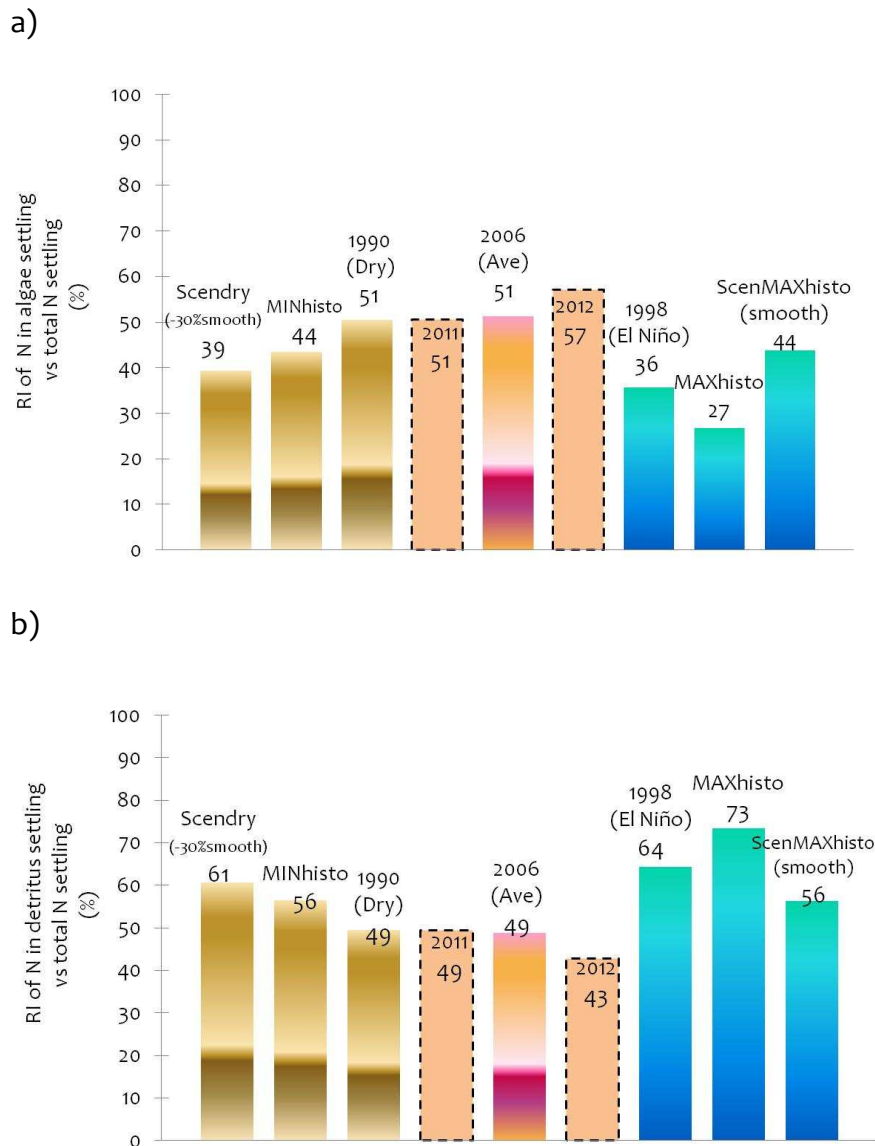 a)
100
90
80
70
60
50
40
30
20
10
0
RI of N in algae settling
vs total N settling
(%)
Scendry
(-30%smooth)
39
MINhisto
44
1990
(Dry)
51
2011
51
2006
(Ave)
51
2012
57
1998
(El Niño)
36
MAXhisto
27
ScenMAXhisto
(smooth)
44
b)
100
90
80
70
60
50
40
30
20
10
0
RI of N in detritus settling
vs total N settling
(%)
Scendry
(-30%smooth)
61
MINhisto
56
1990
(Dry)
49
2011
49
2006
(Ave)
49
2012
43
1998
(El Niño)
64
MAXhisto
73
ScenMAXhisto
(smooth)
56